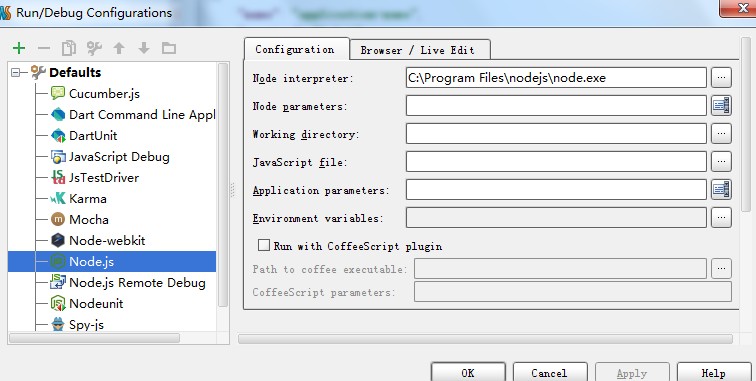 Run/Debug Configurations
Defaults
Cucumber.js
Dart Command Line Appl
DartUnit
JavaScript Debug
JsTestDriver
Karma
Mocha
Node-webkit
Node.js
Node.js Remote Debug
Nodeunit
Spy-js
Configuration
Browser / Live Edit
Node interpreter:
C:\Program Files\nodejs\node.exe
Node parameters:
Working directory:
JavaScript file:
Application parameters:
Environment variables:
Run with CoffeeScript plugin
Path to coffee executable:
CoffeeScript parameters:
OK
Cancel
Apply
Help